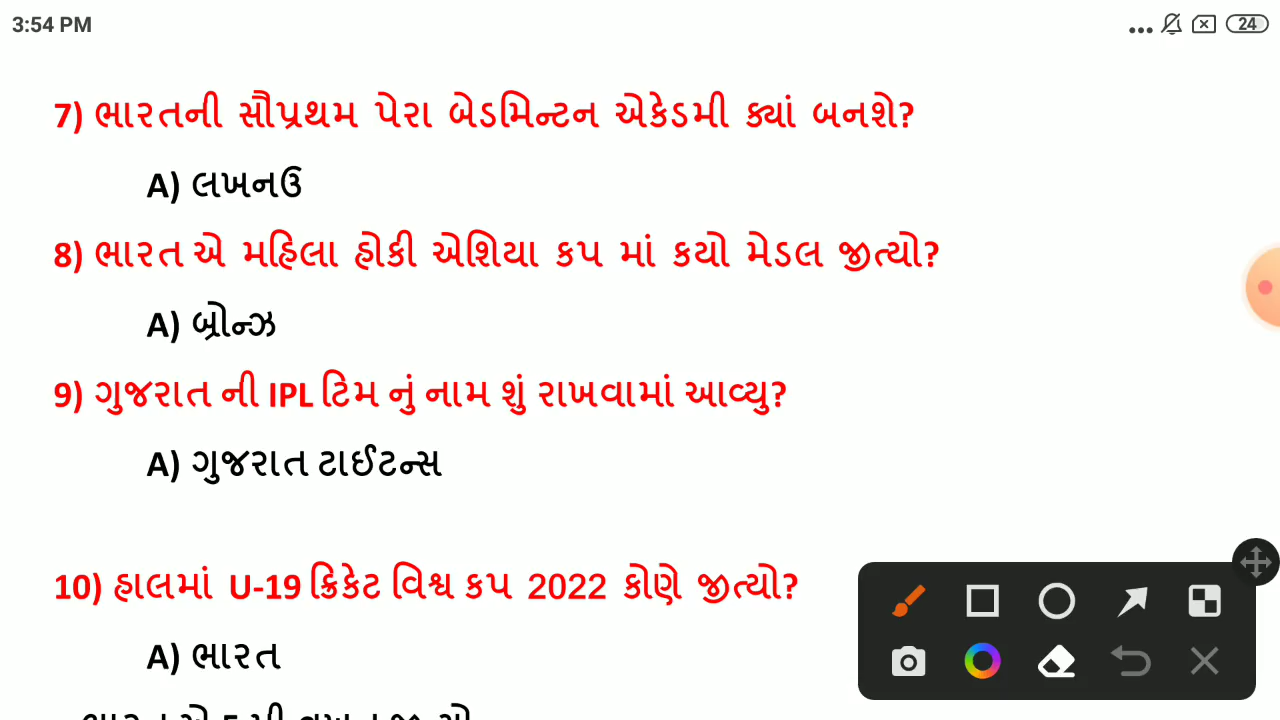 3:54 PM
24
7) ભારતની સૌપ્રથમ પેરા બેડમિન્ટન એકેડમી ક્યાં બનશે?
A) લખનઉ
8) ભારત એ મહિલા હોકી એશિયા કપ માં કયો મેડલ જીત્યો?
A) બ્રોન્ઝ
9) ગુજરાત ની IPL ટિમ નું નામ શું રાખવામાં આવ્યુ?
A) ગુજરાત ટાઈટન્સ
10) હાલમાં U-19 ક્રિકેટ વિશ્વ કપ 2022 કોણે જીત્યો?
A) ભારત